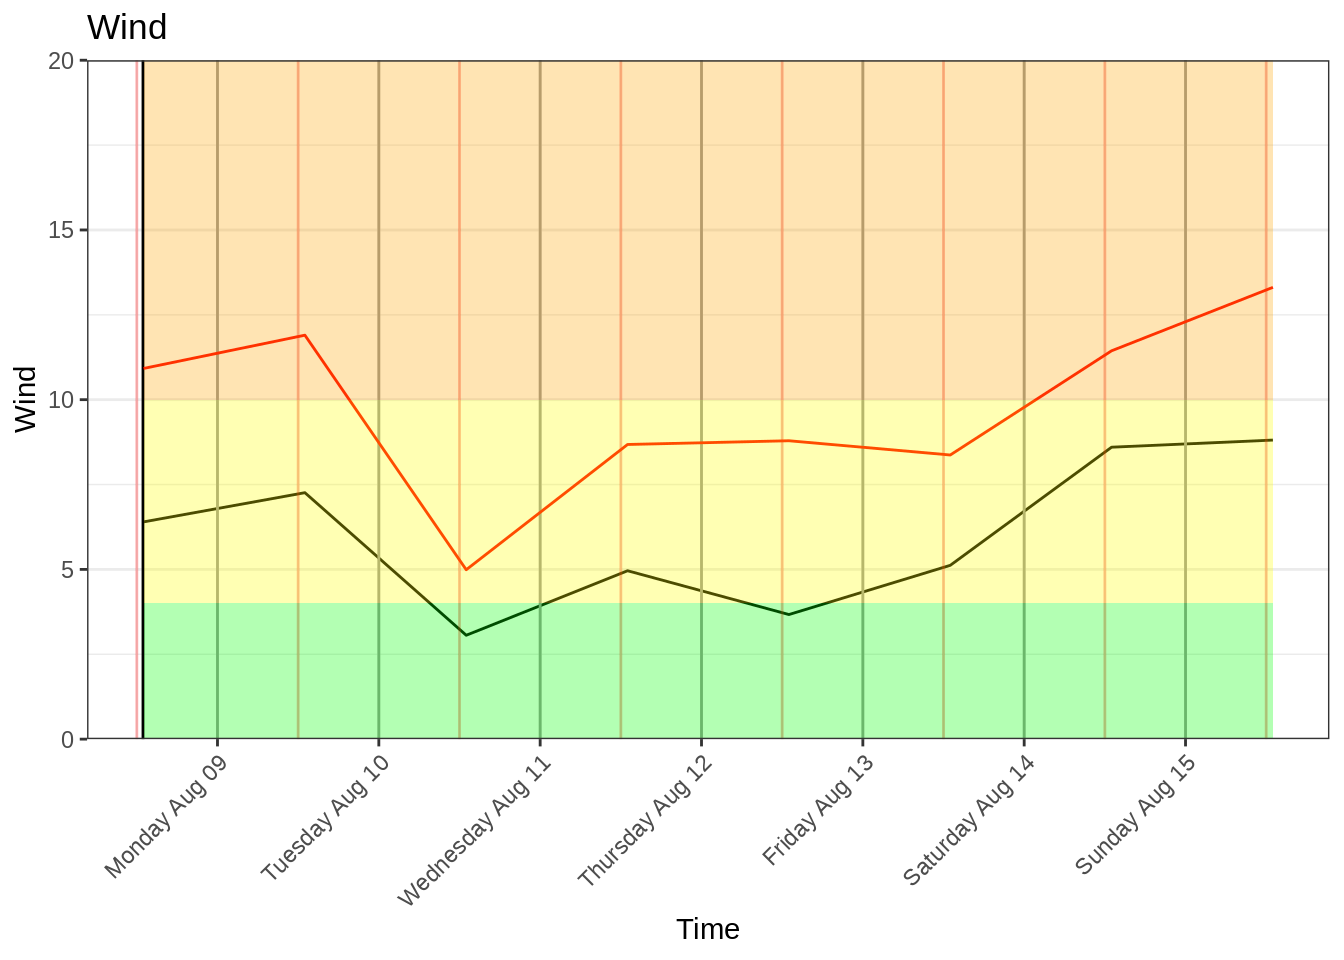 Wind
20
15
10
5
0
Wind
Monday Aug 09
Tuesday Aug 10
Wednesday Aug 11
Thursday Aug 12
Friday Aug 13
Saturday Aug 14
Sunday Aug 15
Time